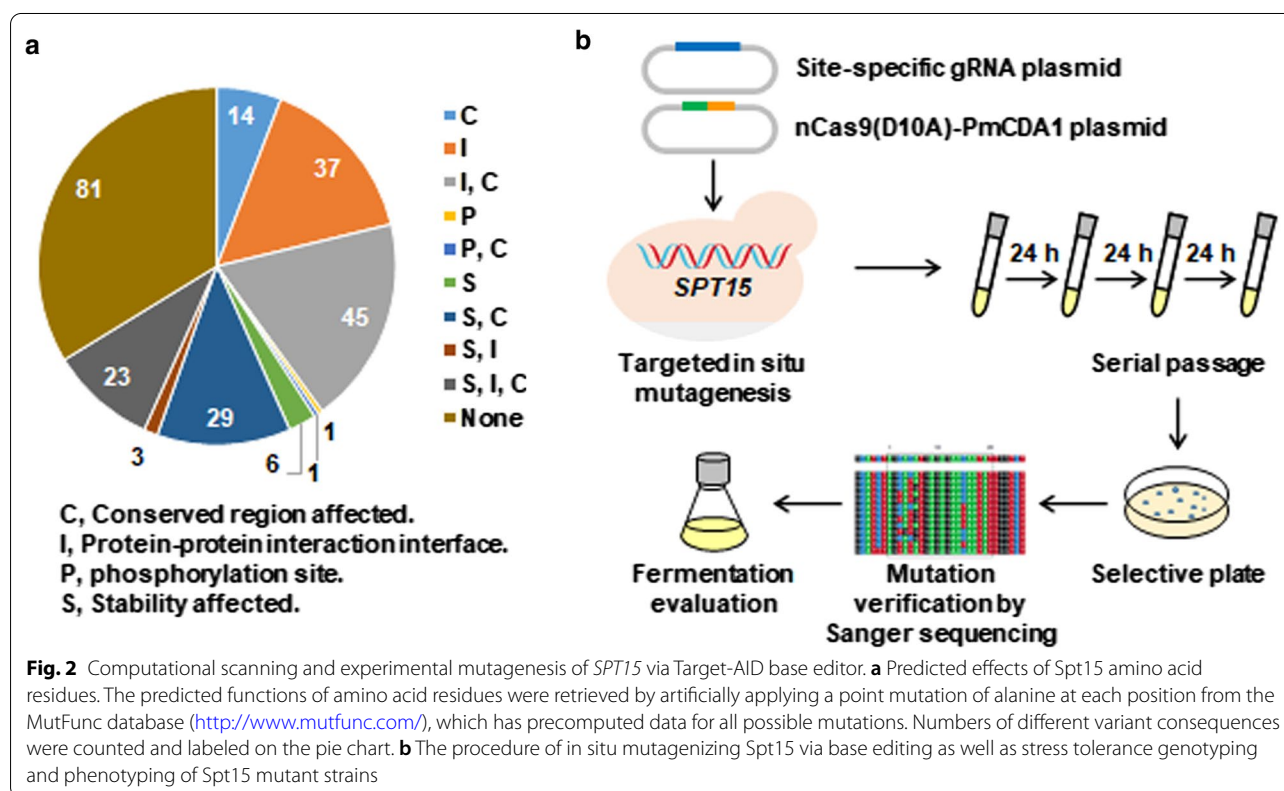 a
14
37
45
1
1
6
29
3
23
81
C
I
I, C
P
P, C
S
S, C
S, I
S, I, C
None
C, Conserved region affected.
I, Protein-protein interaction interface.
P, phosphorylation site.
S, Stability affected.
b
Site-specific gRNA plasmid
nCas9(D10A)-PmCDA1 plasmid
SPT15
Targeted in situ
mutagenesis
24 h
24 h
24 h
Serial passage
Selective plate
Mutation
verification by
Sanger sequencing
Fermentation
evaluation
Fig. 2 Computational scanning and experimental mutagenesis of SPT15 via Target-AID base editor. a Predicted effects of Spt15 amino acid
residues. The predicted functions of amino acid residues were retrieved by artificially applying a point mutation of alanine at each position from the
MutFunc database (http://www.mutfunc.com/), which has precomputed data for all possible mutations. Numbers of different variant consequences
were counted and labeled on the pie chart. b The procedure of in situ mutagenizing Spt15 via base editing as well as stress tolerance genotyping
and phenotyping of Spt15 mutant strains